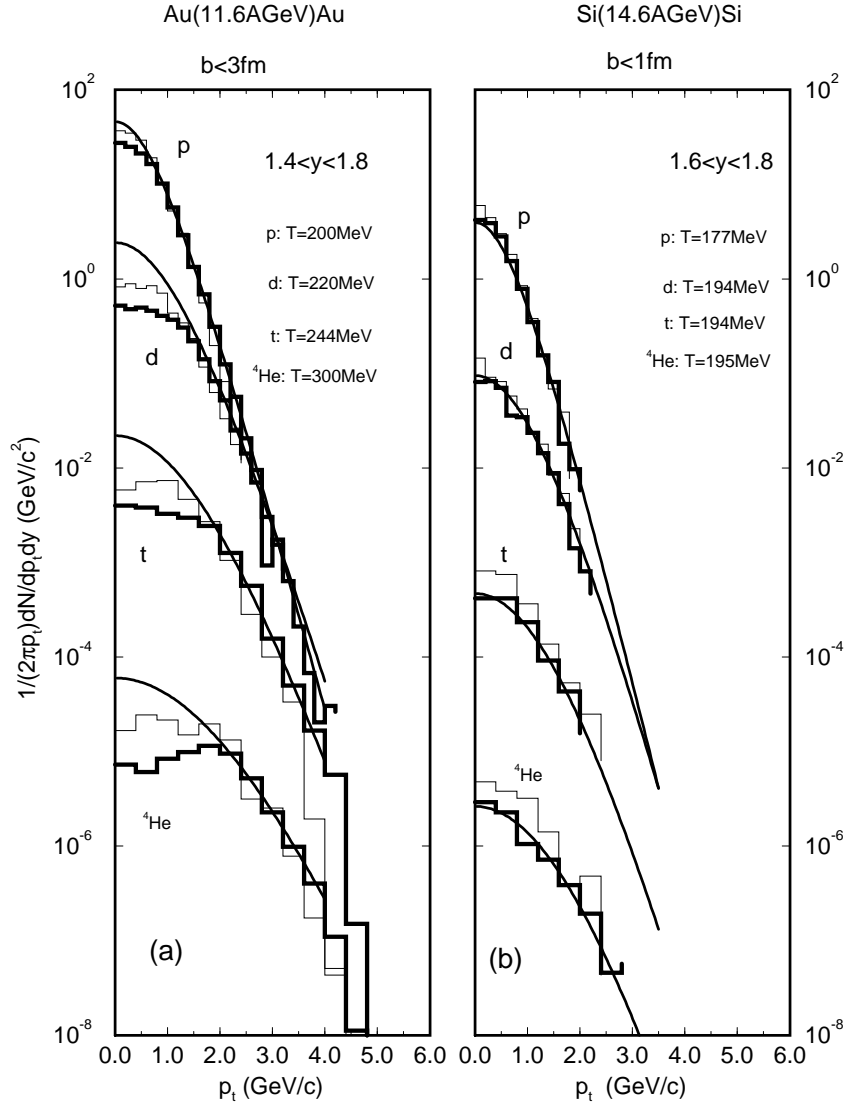 Au(11.6AGeV)Au
Si(14.6AGeV)Si
b<3fm
b<1fm
10^2
10^0
10^-2
10^-4
10^-6
10^-8
1/(2πp_t)dN/dp_tdy (GeV/c^2)
p
1.4<y<1.8
p: T=200MeV
d: T=220MeV
t: T=244MeV
^4He: T=300MeV
d
t
^4He
(a)
0.0 1.0 2.0 3.0 4.0 5.0 6.0
p_t (GeV/c)
p
1.6<y<1.8
p: T=177MeV
d: T=194MeV
t: T=194MeV
^4He: T=195MeV
d
t
^4He
(b)
0.0 1.0 2.0 3.0 4.0 5.0 6.0
p_t (GeV/c)
10^2
10^0
10^-2
10^-4
10^-6
10^-8